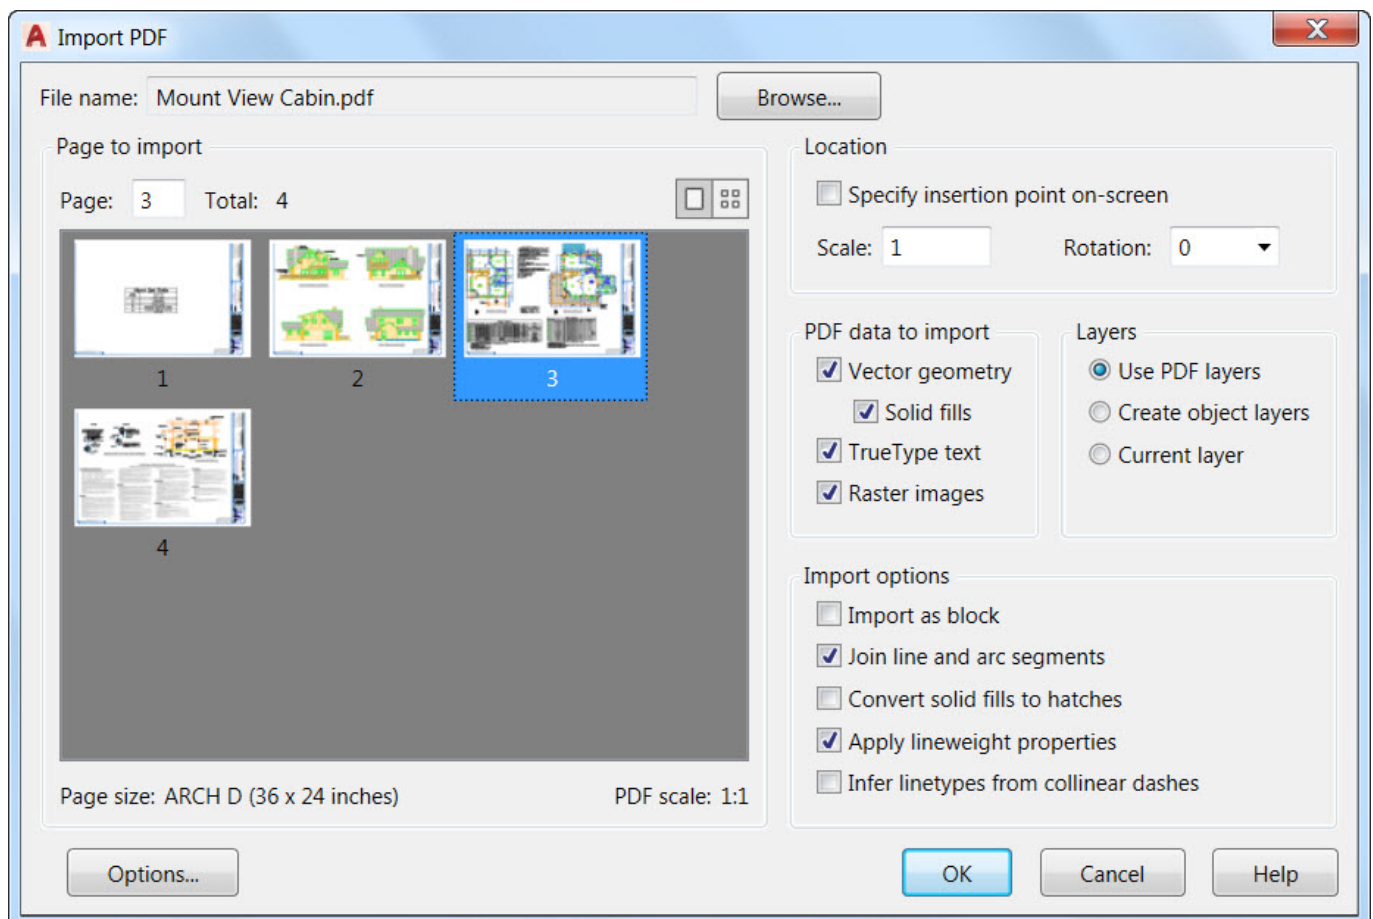 Import PDF
File name: Mount View Cabin.pdf
Browse...
Page to import
Page: 3 Total: 4
1
2
3
4
Page size: ARCH D (36 x 24 inches)
PDF scale: 1:1
Location
Specify insertion point on-screen
Scale: 1
Rotation: 0
PDF data to import
Vector geometry
Solid fills
TrueType text
Raster images
Layers
Use PDF layers
Create object layers
Current layer
Import options
Import as block
Join line and arc segments
Convert solid fills to hatches
Apply lineweight properties
Infer linetypes from collinear dashes
Options...
OK
Cancel
Help